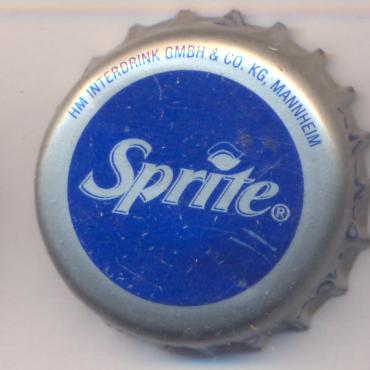 HM INTERDRINK GMBH & CO. KG, MANNHEIM
Sprite®